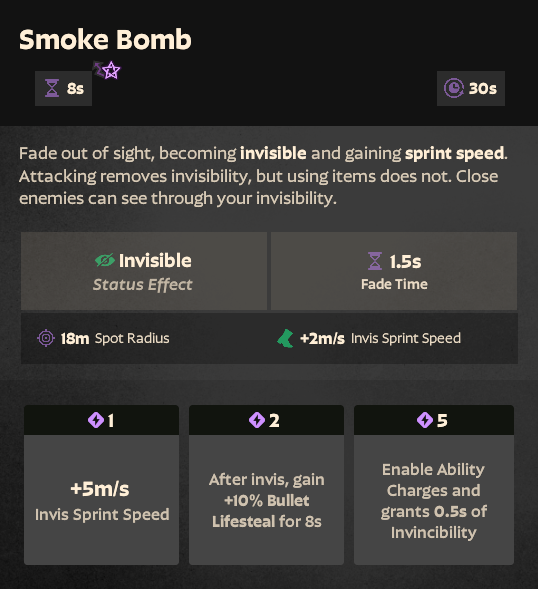 Smoke Bomb
8s
30s
Fade out of sight, becoming invisible and gaining sprint speed.
Attacking removes invisibility, but using items does not. Close
enemies can see through your invisibility.
Invisible
Status Effect
1.5s
Fade Time
18m Spot Radius
+2m/s Invis Sprint Speed
1
+5m/s
Invis Sprint Speed
2
After invis, gain
+10% Bullet
Lifesteal for 8s
5
Enable Ability
Charges and
grants 0.5s of
Invincibility